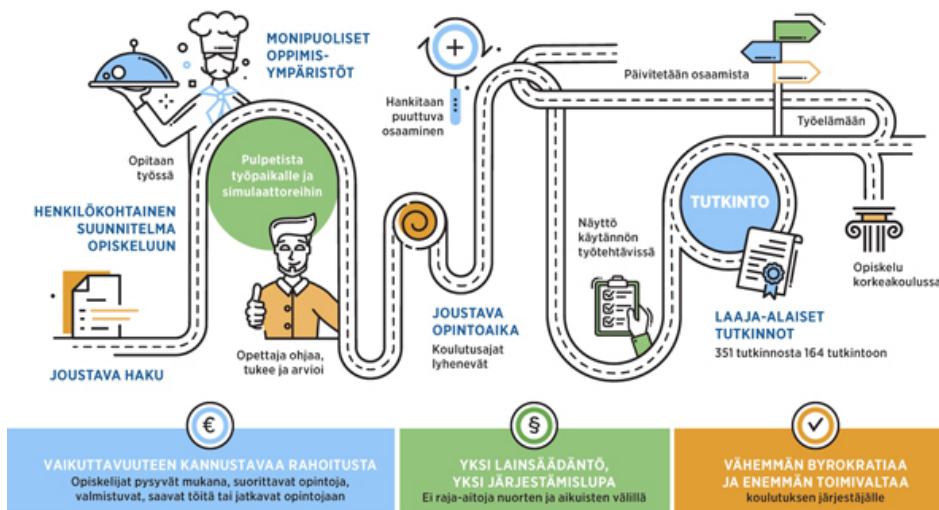 MONIPUOLISET
OPPIMIS-
YMPÄRISTÖT
Opitaan
työssä
Pulpetista
työpaikalle ja
simulaattoreihin
HENKILÖKOHTAINEN
SUUNNITELMA
OPISKELUUN
JOUSTAVA HAKU
Opettaja ohjaa,
tukee ja arvioi
Hankitaan
puuttuva
osaaminen
JOUSTAVA
OPINTOAIKA
Koulutusajat
lyhenevät
Näyttö
käytännön
työtehtävissä
Päivitetään osaamista
Työelämään
TUTKINTO
Opiskelu
korkeakoulussa
LAAJA-ALAISET
TUTKINNOT
351 tutkinnosta 164 tutkintoon
€
VAIKUTTAVUUTEEN KANNUSTAVAA RAHOITUSTA
Opiskelijat pysyvät mukana, suorittavat opintoja,
valmistuvat, saavat töitä tai jatkavat opintojaan
§
YKSI LAINSÄÄDÄNTÖ,
YKSI JÄRJESTÄMISLUPA
Ei raja-aitoja nuorten ja aikuisten välillä
VÄHEMMÄN BYROKRATIAA
JA ENEMMÄN TOIMIVALTAA
koulutuksen järjestäjälle